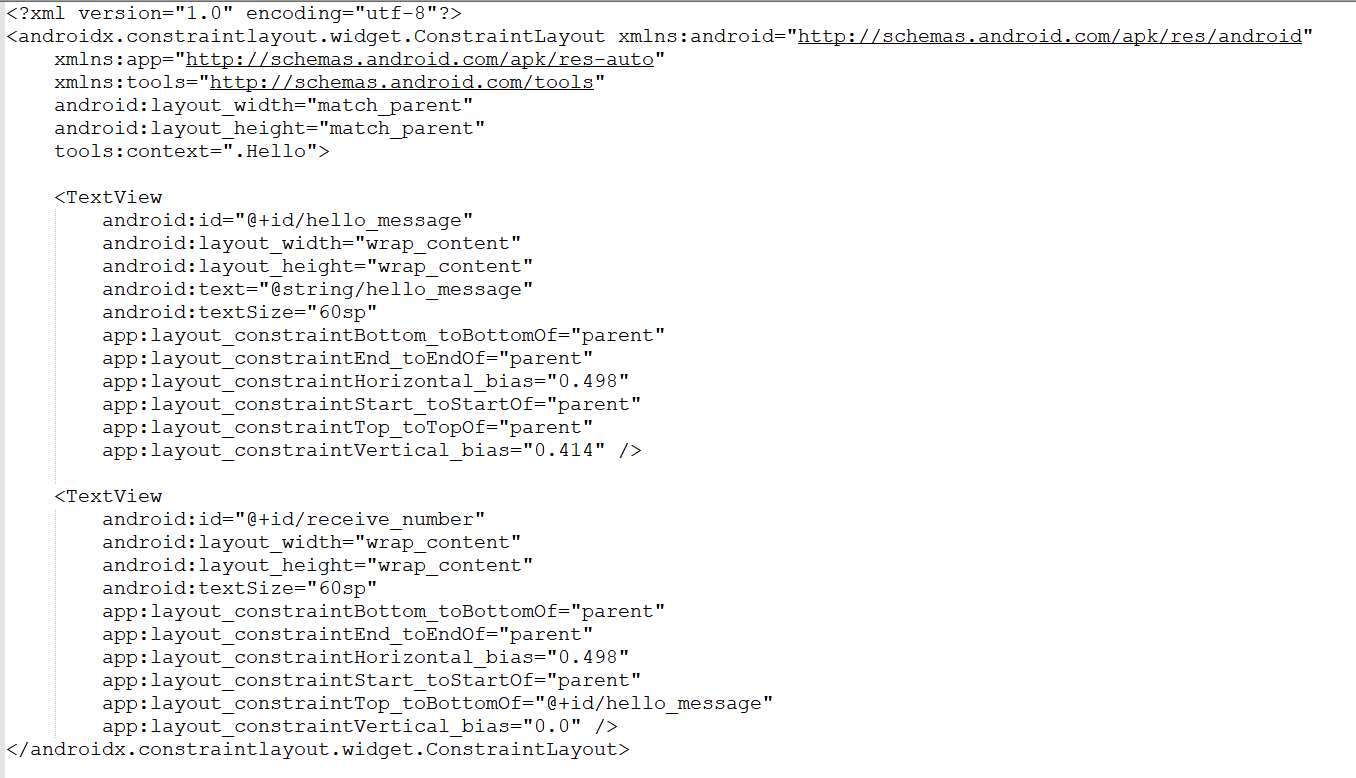 <?xml version="1.0" encoding="utf-8"?>
<androidx.constraintlayout.widget.ConstraintLayout xmlns:android="http://schemas.android.com/apk/res/android"
    xmlns:app="http://schemas.android.com/apk/res-auto"
    xmlns:tools="http://schemas.android.com/tools"
    android:layout_width="match_parent"
    android:layout_height="match_parent"
    tools:context=".Hello">

    <TextView
        android:id="@+id/hello_message"
        android:layout_width="wrap_content"
        android:layout_height="wrap_content"
        android:text="@string/hello_message"
        android:textSize="60sp"
        app:layout_constraintBottom_toBottomOf="parent"
        app:layout_constraintEnd_toEndOf="parent"
        app:layout_constraintHorizontal_bias="0.498"
        app:layout_constraintStart_toStartOf="parent"
        app:layout_constraintTop_toTopOf="parent"
        app:layout_constraintVertical_bias="0.414" />

    <TextView
        android:id="@+id/receive_number"
        android:layout_width="wrap_content"
        android:layout_height="wrap_content"
        android:textSize="60sp"
        app:layout_constraintBottom_toBottomOf="parent"
        app:layout_constraintEnd_toEndOf="parent"
        app:layout_constraintHorizontal_bias="0.498"
        app:layout_constraintStart_toStartOf="parent"
        app:layout_constraintTop_toBottomOf="@+id/hello_message"
        app:layout_constraintVertical_bias="0.0" />
</androidx.constraintlayout.widget.ConstraintLayout>